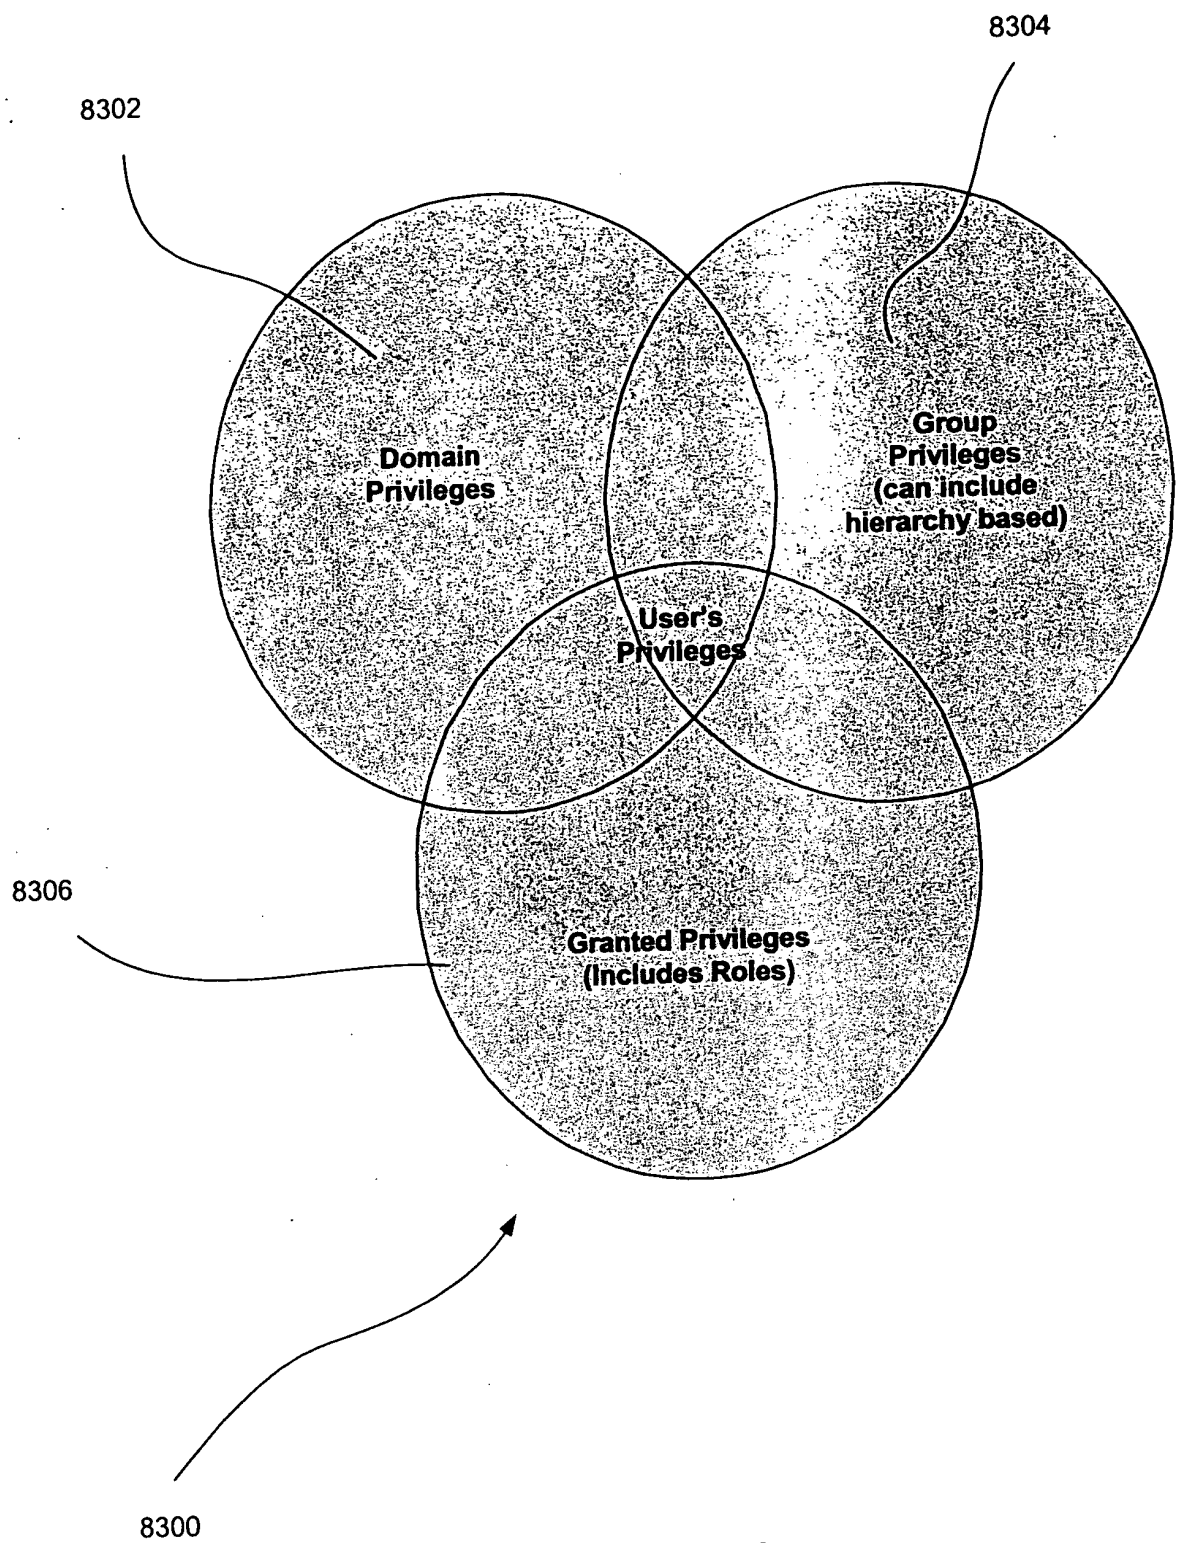 8304
8302
Group
Privileges
(can include
hierarchy based)
Domain
Privileges
User's
Privileges
8306
Granted Privileges
(Includes Roles)
8300